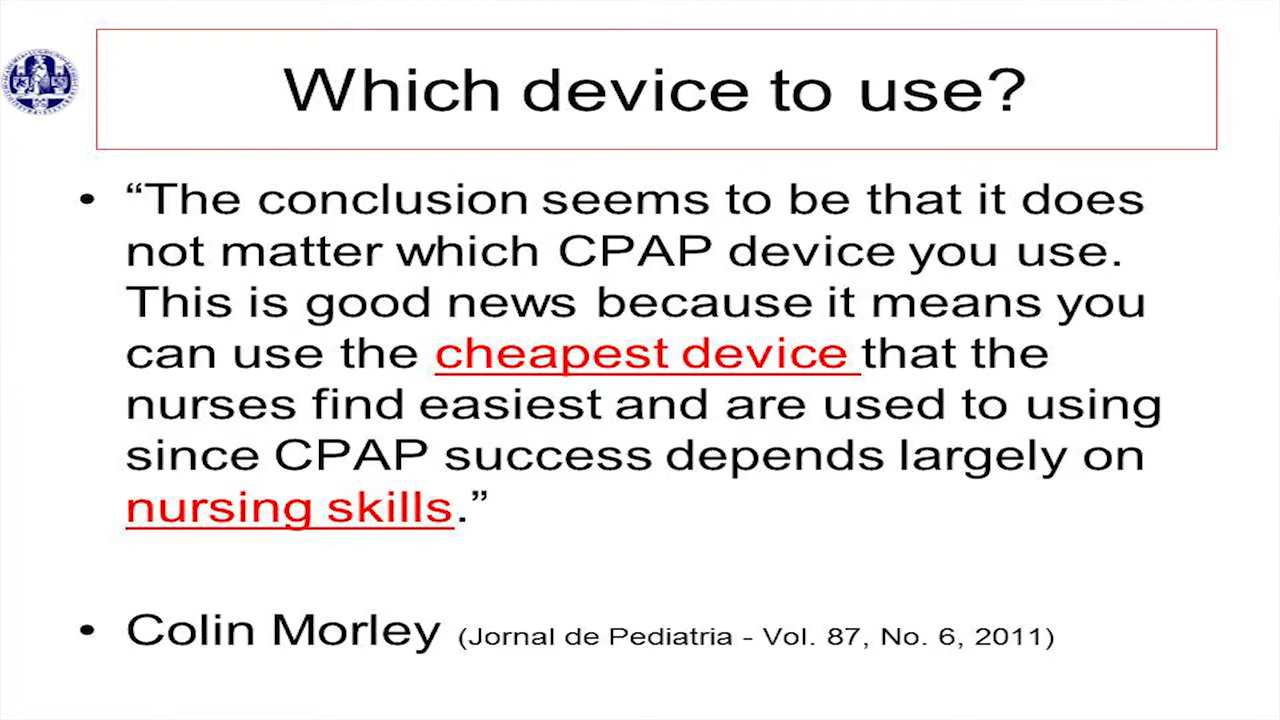 Which device to use?
• “The conclusion seems to be that it does
not matter which CPAP device you use.
This is good news because it means you
can use the cheapest device that the
nurses find easiest and are used to using
since CPAP success depends largely on
nursing skills.”
• Colin Morley (Jornal de Pediatria - Vol. 87, No. 6, 2011)